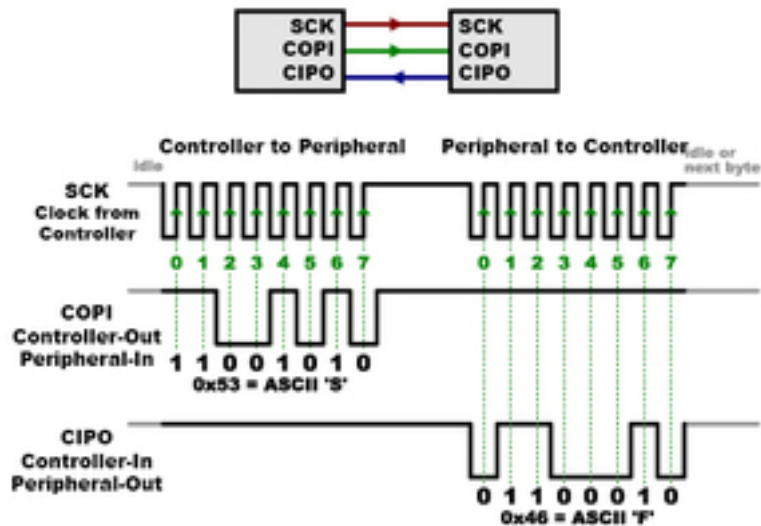 SCK SCK
COPI COPI
CIPO CIPO
Controller to Peripheral Peripheral to Controller
Idle Idle or
next byte
SCK
Clock from
Controller
0 1 2 3 4 5 6 7 0 1 2 3 4 5 6 7
COPI
Controller-Out
Peripheral-In 1 1 0 0 1 0 1 0
0x53 = ASCII 'S'
CIPO
Controller-In
Peripheral-Out
0 1 1 0 0 0 1 0
0x46 = ASCII 'F'